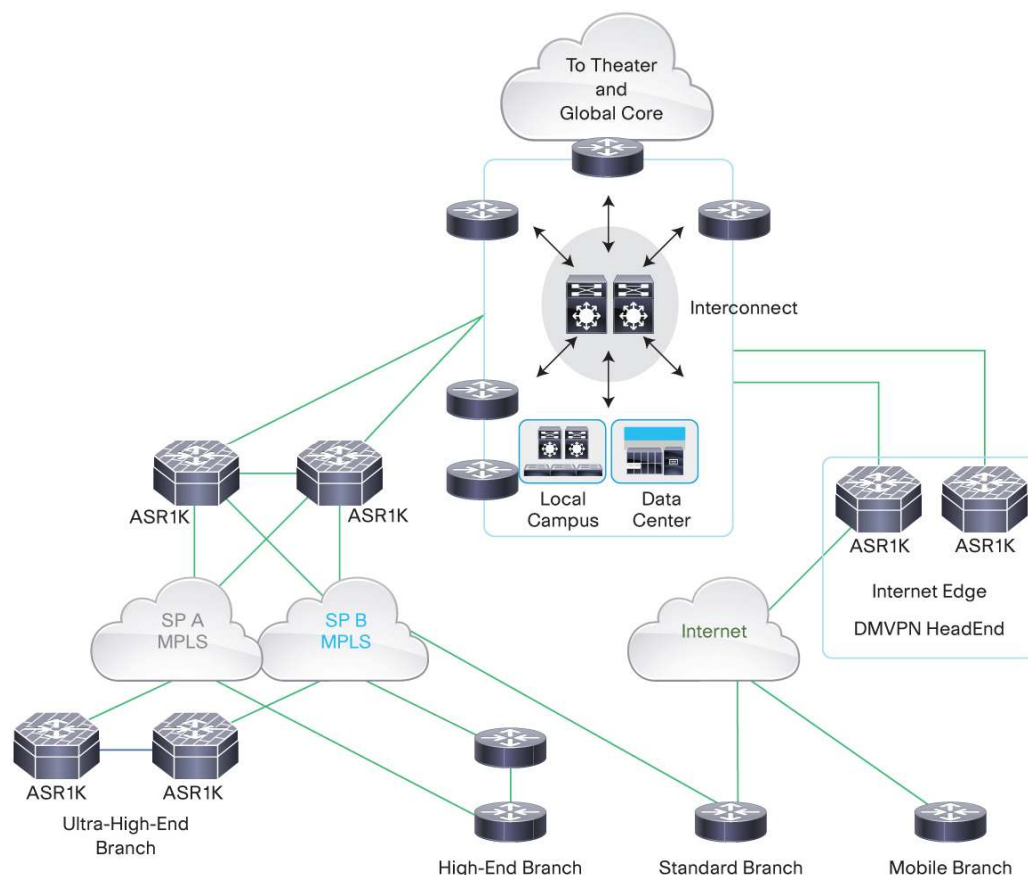 To Theater
and
Global Core
Interconnect
Local
Campus
Data
Center
ASR1K
ASR1K
ASR1K
ASR1K
Internet Edge
DMVPN HeadEnd
SP A
MPLS
SP B
MPLS
Internet
ASR1K
ASR1K
Ultra-High-End
Branch
High-End Branch
Standard Branch
Mobile Branch